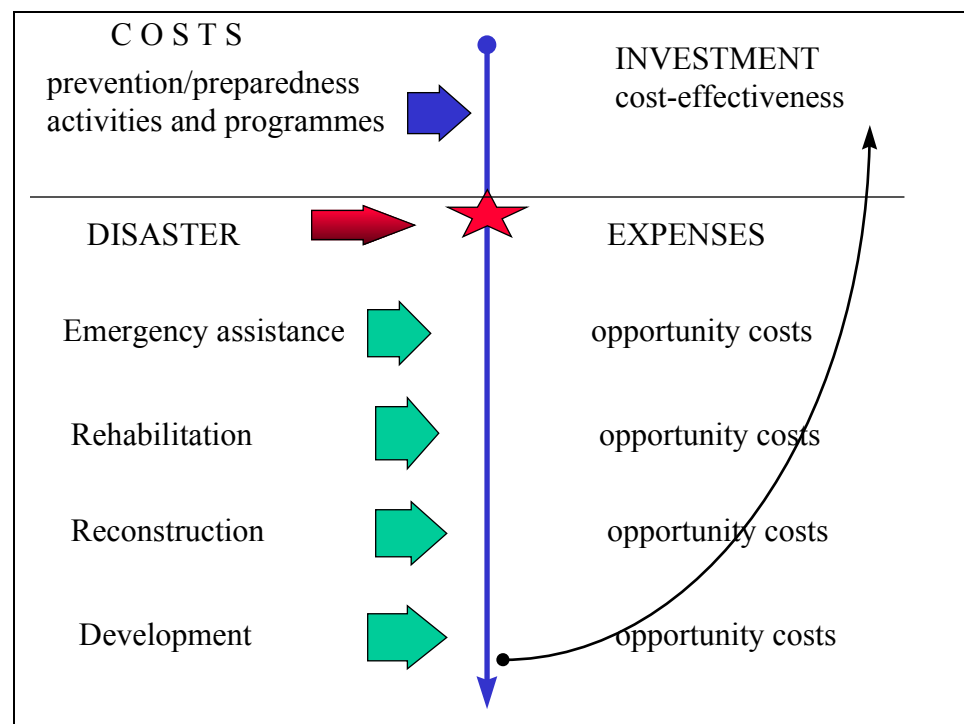 C O S T S
prevention/preparedness
activities and programmes
INVESTMENT
cost-effectiveness
DISASTER
EXPENSES
Emergency assistance
opportunity costs
Rehabilitation
opportunity costs
Reconstruction
opportunity costs
Development
opportunity costs